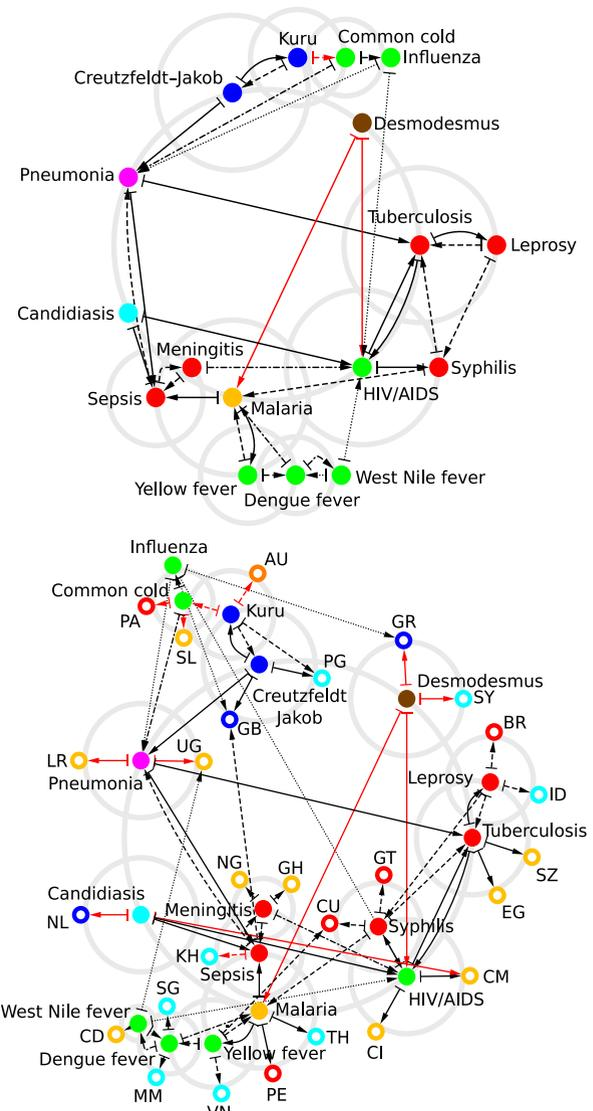 Kuru
Common cold
Influenza
Creutzfeldt–Jakob
Desmodesmus
Pneumonia
Tuberculosis
Leprosy
Candidiasis
Meningitis
Syphilis
HIV/AIDS
Sepsis
Malaria
Yellow fever
Dengue fever
West Nile fever
Influenza
AU
Common cold
PA
Kuru
SL
GR
PG
Creutzfeldt
Jakob
Desmodesmus
SY
GB
BR
LR
UG
Pneumonia
Leprosy
ID
Tuberculosis
SZ
NG
GH
GT
EG
Candidiasis
NL
Meningitis
CU
Syphilis
KH
Sepsis
CM
HIV/AIDS
SG
West Nile fever
Malaria
CD
TH
CI
Dengue fever
Yellow fever
MM
PE
VN